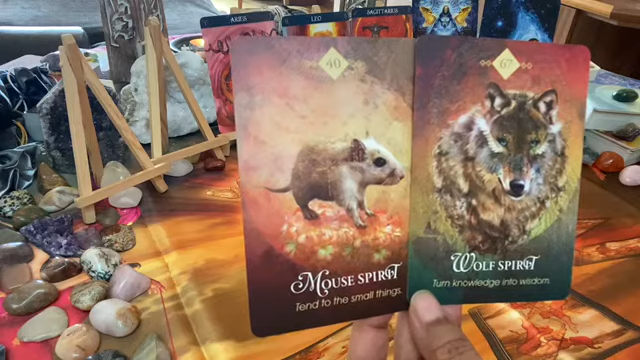 ARIES
LEO
SAGITTARIUS
40
MOUSE SPIRIT
Tend to the small things.
67
WOLF SPIRIT
Turn knowledge into wisdom.